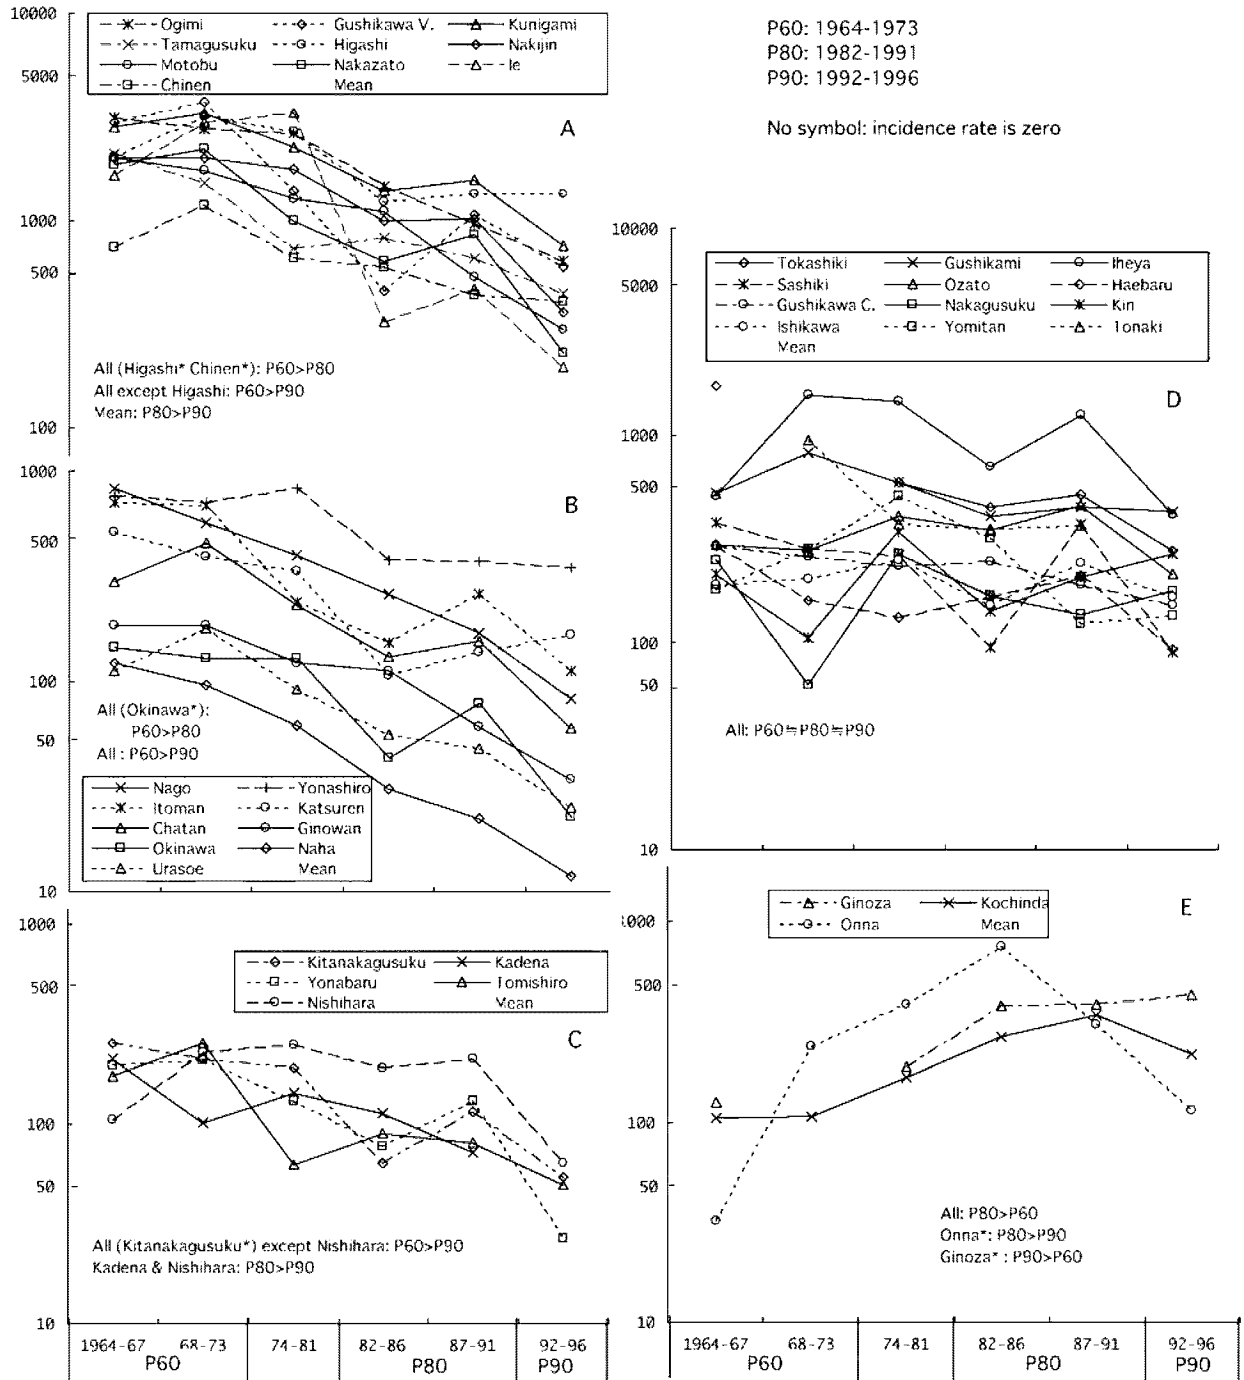 10000
5000
1000
500
100
Ogimi Gushikawa V. Kunigami
Tamagusuku Higashi Nakijin
Motobu Nakazato Ie
Chinen Mean
A
All (Higashi* Chinen*): P60>P80
All except Higashi: P60>P90
Mean: P80>P90
P60: 1964-1973
P80: 1982-1991
P90: 1992-1996
No symbol: incidence rate is zero
1000
500
100
50
10
B
All (Okinawa*):
P60>P80
All : P60>P90
Nago Yonashiro
Itoman Katsuren
Chatan Ginowan
Okinawa Naha
Urasoe Mean
10000
5000
1000
500
100
50
10
Tokashiki Gushikami Iheya
Sashiki Ozato Haebaru
Gushikawa C. Nakagusuku Kin
Ishikawa Yomitan Tonaki
Mean
D
All: P60≒P80≒P90
1000
500
100
50
10
Kitanakagusuku Kadena
Yonabaru Tomishiro
Nishihara Mean
C
All (Kitanakagusuku*) except Nishihara: P60>P90
Kadena & Nishihara: P80>P90
1964-67 68-73 74-81 82-86 87-91 92-96
P60 P80 P90
1000
500
100
50
10
Ginoza Kochinda
Onna Mean
E
All: P80>P60
Onna*: P80>P90
Ginoza* : P90>P60
1964-67 68-73 74-81 82-86 87-91 92-96
P60 P80 P90